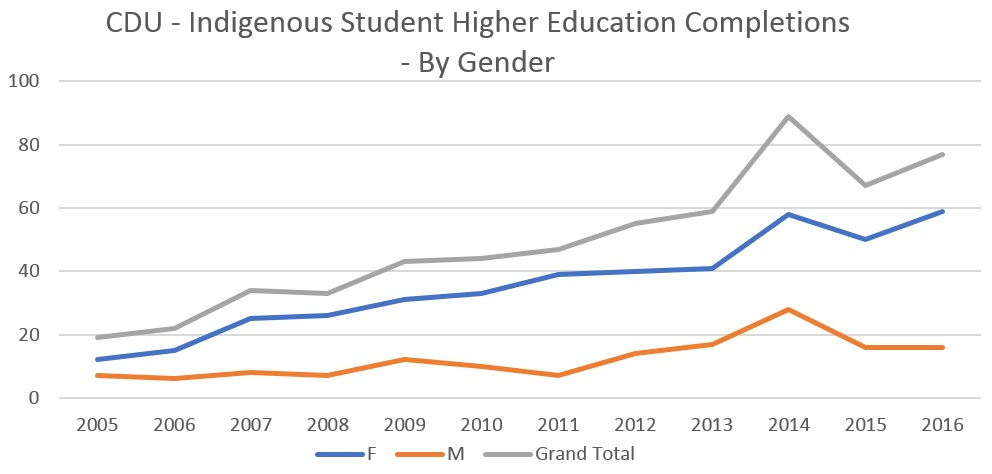 CDU - Indigenous Student Higher Education Completions
- By Gender
100
80
60
40
20
0
2005 2006 2007 2008 2009 2010 2011 2012 2013 2014 2015 2016
F M Grand Total